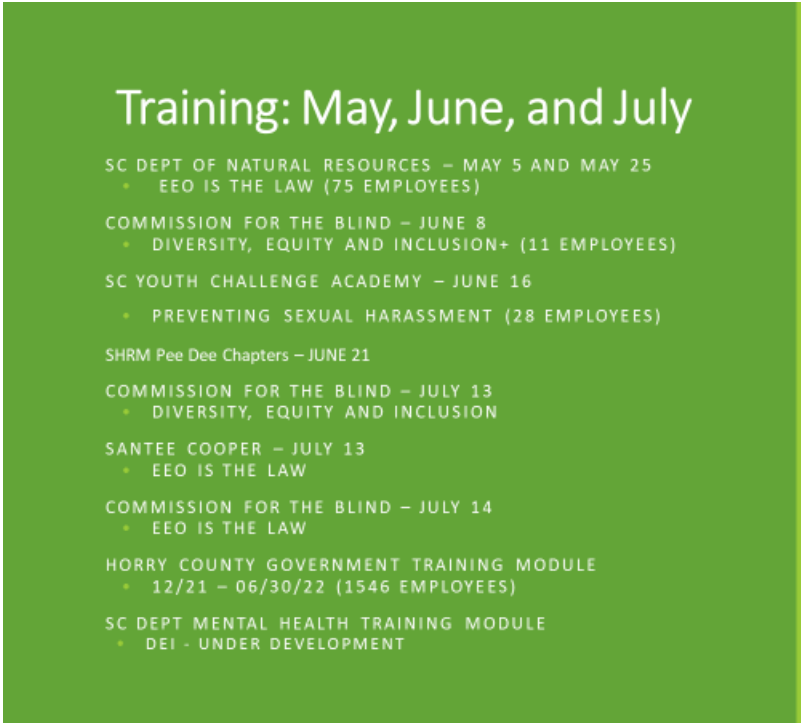 Training: May, June, and July
SC DEPT OF NATURAL RESOURCES – MAY 5 AND MAY 25
• EEO IS THE LAW (75 EMPLOYEES)
COMMISSION FOR THE BLIND – JUNE 8
• DIVERSITY, EQUITY AND INCLUSION+ (11 EMPLOYEES)
SC YOUTH CHALLENGE ACADEMY – JUNE 16
• PREVENTING SEXUAL HARASSMENT (28 EMPLOYEES)
SHRM Pee Dee Chapters – JUNE 21
COMMISSION FOR THE BLIND – JULY 13
• DIVERSITY, EQUITY AND INCLUSION
SANTEE COOPER – JULY 13
• EEO IS THE LAW
COMMISSION FOR THE BLIND – JULY 14
• EEO IS THE LAW
HORRY COUNTY GOVERNMENT TRAINING MODULE
• 12/21 – 06/30/22 (1546 EMPLOYEES)
SC DEPT MENTAL HEALTH TRAINING MODULE
• DEI - UNDER DEVELOPMENT